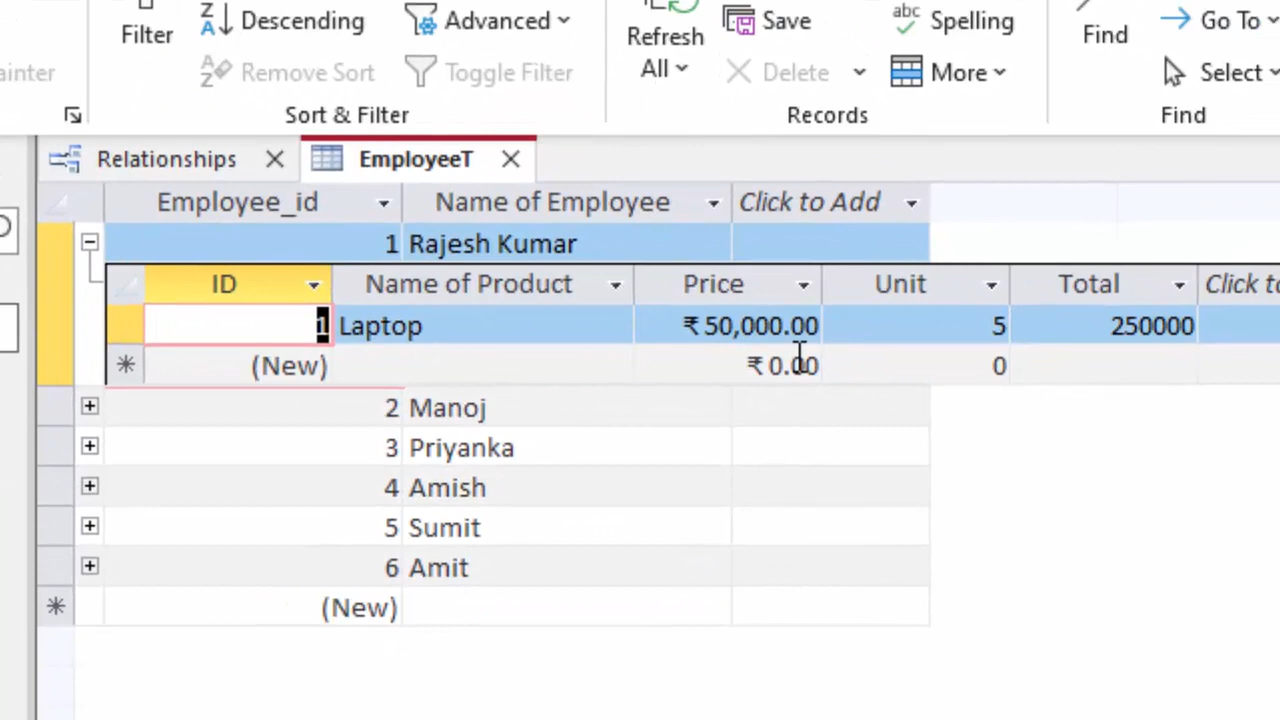 Filter Descending Advanced Refresh All Save abc Spelling Find Go To
ainter Remove Sort Toggle Filter Delete More Select
Sort & Filter Records Find
Relationships EmployeeT
Employee_id Name of Employee Click to Add
1 Rajesh Kumar
ID Name of Product Price Unit Total Click to
1 Laptop ₹ 50,000.00 5 250000
(New) ₹ 0.00 0
2 Manoj
3 Priyanka
4 Amish
5 Sumit
6 Amit
(New)